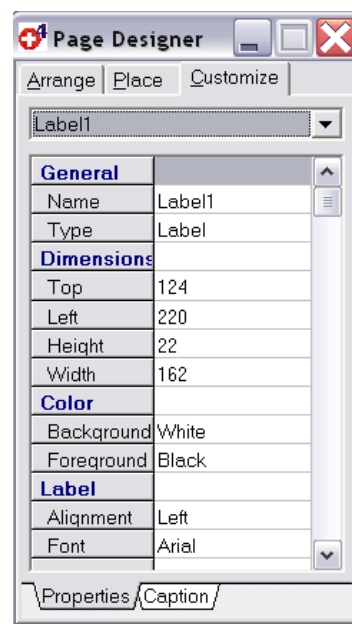 4 Page Designer
Arrange Place Customize
Label1
General
Name Label1
Type Label
Dimensions
Top 124
Left 220
Height 22
Width 162
Color
Background White
Foreground Black
Label
Alignment Left
Font Arial
Properties Caption